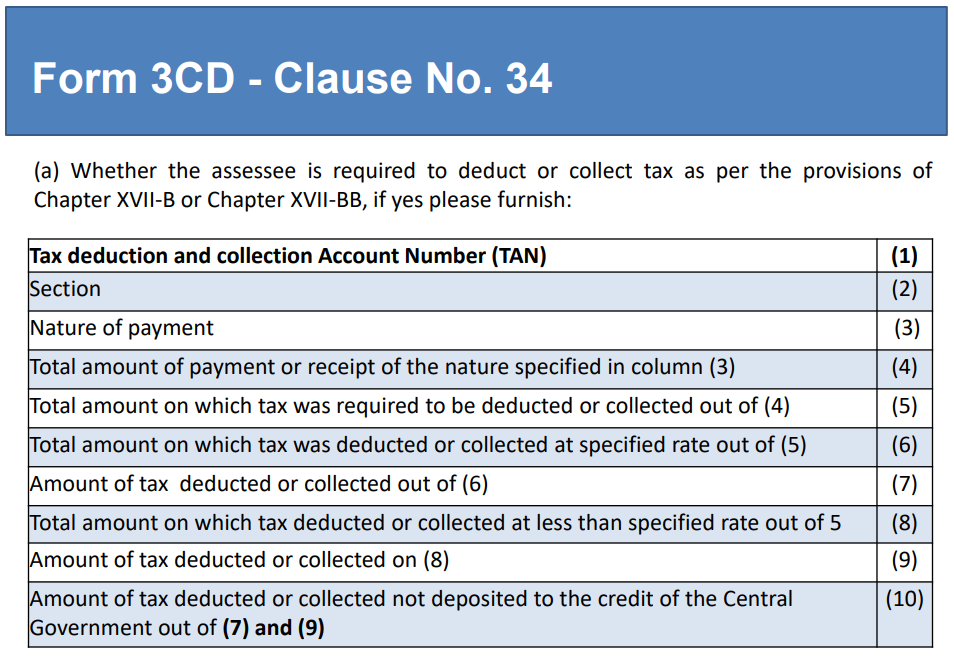 Form 3CD - Clause No. 34
(a) Whether the assessee is required to deduct or collect tax as per the provisions of
Chapter XVII-B or Chapter XVII-BB, if yes please furnish:
Tax deduction and collection Account Number (TAN) (1)
Section (2)
Nature of payment (3)
Total amount of payment or receipt of the nature specified in column (3) (4)
Total amount on which tax was required to be deducted or collected out of (4) (5)
Total amount on which tax was deducted or collected at specified rate out of (5) (6)
Amount of tax deducted or collected out of (6) (7)
Total amount on which tax deducted or collected at less than specified rate out of 5 (8)
Amount of tax deducted or collected on (8) (9)
Amount of tax deducted or collected not deposited to the credit of the Central (10)
Government out of (7) and (9)